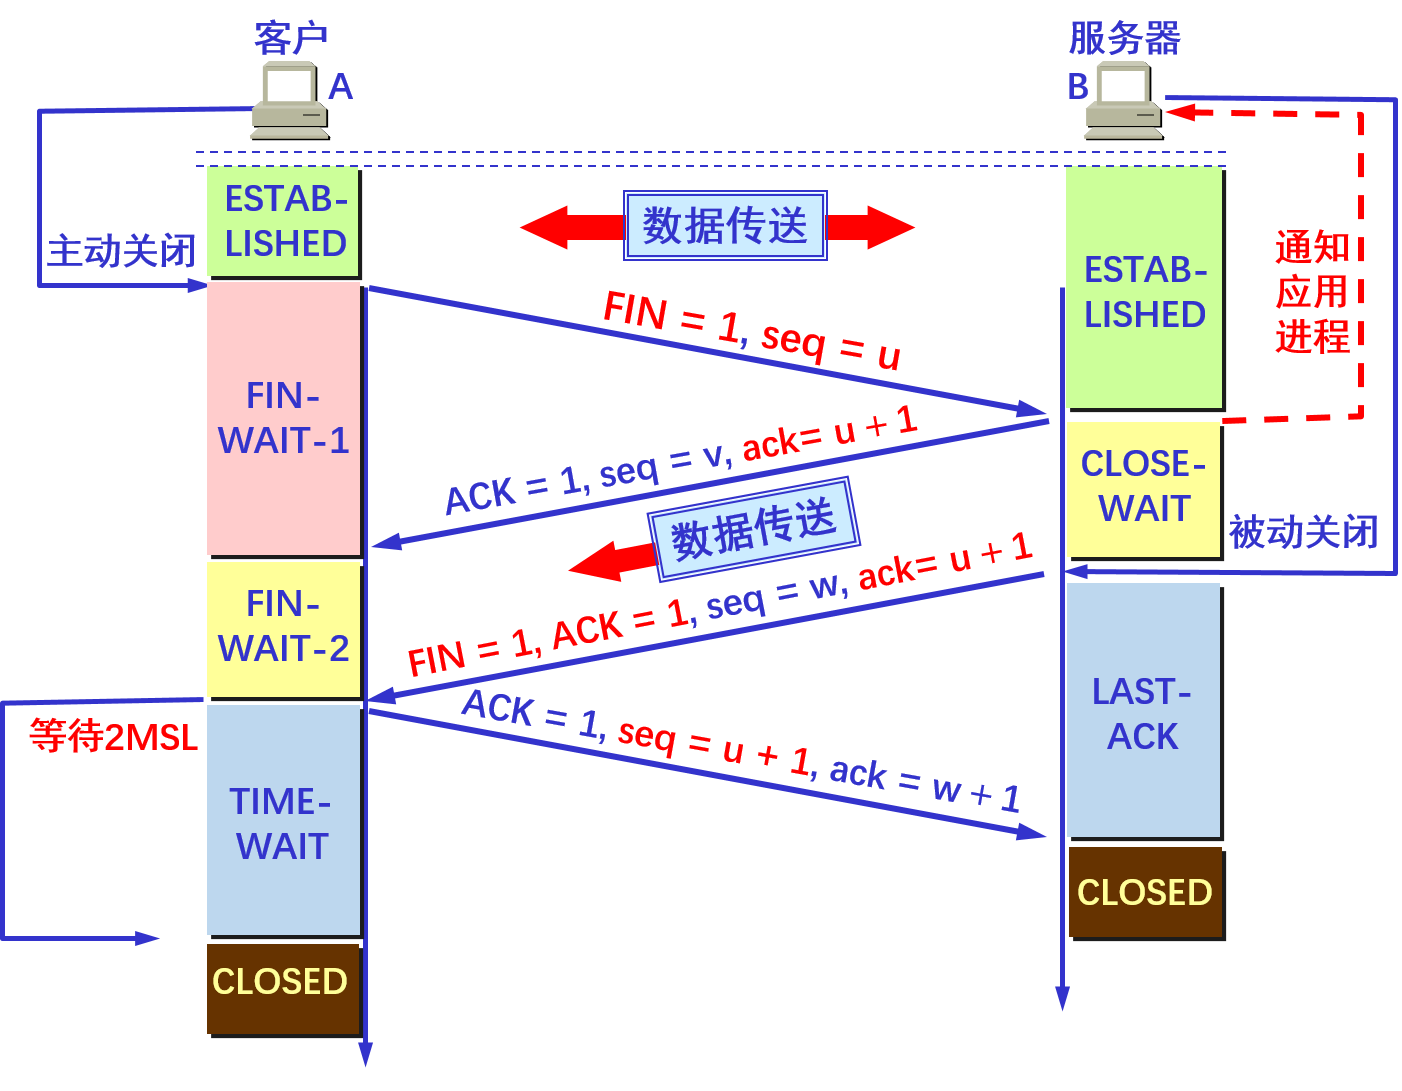 客户
服务器
A
B
ESTAB-
LISHED
数据传送
ESTAB-
LISHED
主动关闭
通知
应用
进程
FIN = 1, seq = u
FIN-
WAIT-1
ACK = 1, seq = v, ack= u + 1
CLOSE-
WAIT
数据传送
被动关闭
FIN-
WAIT-2
FIN = 1, ACK = 1, seq = w, ack= u + 1
等待2MSL
ACK = 1, seq = u + 1, ack = w + 1
LAST-
ACK
TIME-
WAIT
CLOSED
CLOSED